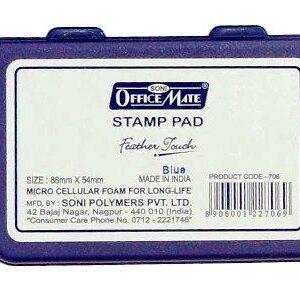 SONI
OFFICE MATE
STAMP PAD
Feather Touch
Blue
SIZE : 88mm X 54mm MADE IN INDIA PRODUCT CODE - 706
MICRO CELLULAR FOAM FOR LONG-LIFE
MFD. BY : SONI POLYMERS PVT. LTD.
42 Bajaj Nagar, Nagpur - 440 010 (India)
"Consumer Care Phone No. 0712 - 2221746"
8 906001 227069